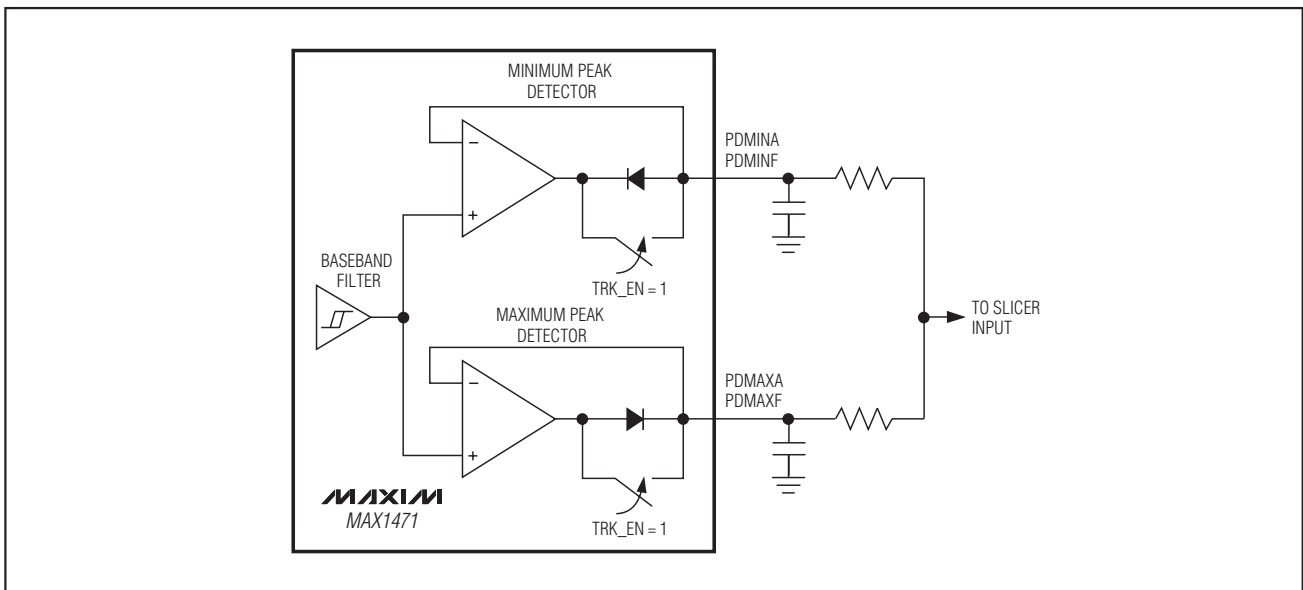 MINIMUM PEAK
DETECTOR
−
+
PDMINA
PDMINF
TRK_EN = 1
BASEBAND
FILTER
MAXIMUM PEAK
DETECTOR
−
+
TO SLICER
INPUT
PDMAXA
PDMAXF
TRK_EN = 1
MAXIM
MAX1471